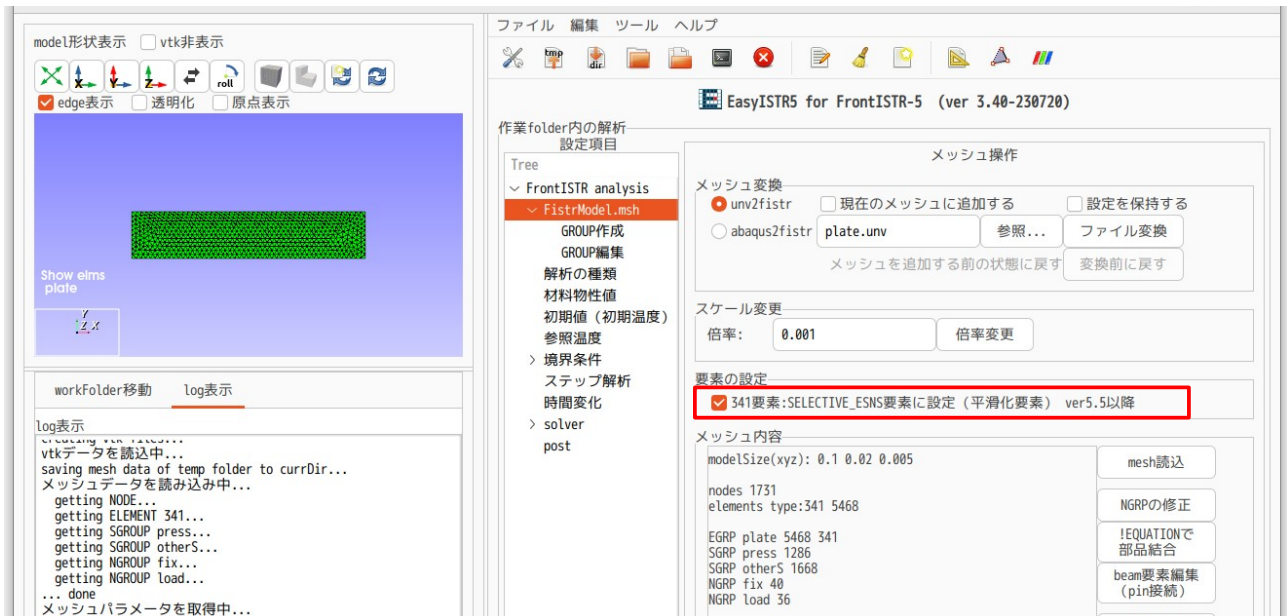 model形状表示 vtk非表示
roll
edge表示 透明化 原点表示
Show elms
plate
Y
Z X
workFolder移動 log表示
log表示
creating vtk files...
vtkデータを読込中...
saving mesh data of temp folder to currDir...
メッシュデータを読み込み中...
getting NODE...
getting ELEMENT 341...
getting SGROUP press...
getting SGROUP otherS...
getting NGROUP fix...
getting NGROUP load...
... done
メッシュパラメータを取得中...
ファイル 編集 ツール ヘルプ
tmp
dir
EasyISTR5 for FrontISTR-5 (ver 3.40-230720)
作業folder内の解析
設定項目
Tree
FrontISTR analysis
FistrModel.msh
GROUP作成
GROUP編集
解析の種類
材料物性値
初期値（初期温度）
参照温度
境界条件
ステップ解析
時間変化
solver
post
メッシュ操作
メッシュ変換
unv2fistr 現在のメッシュに追加する 設定を保持する
abaqus2fistr plate.unv 参照... ファイル変換
メッシュを追加する前の状態に戻す 変換前に戻す
スケール変更
倍率: 0.001 倍率変更
要素の設定
341要素:SELECTIVE_ESNS要素に設定（平滑化要素） ver5.5以降
メッシュ内容
modelSize(xyz): 0.1 0.02 0.005
nodes 1731
elements type:341 5468
EGRP plate 5468 341
SGRP press 1286
SGRP otherS 1668
NGRP fix 40
NGRP load 36
mesh読込
NGRPの修正
!EQUATIONで
部品結合
beam要素編集
(pin接続)